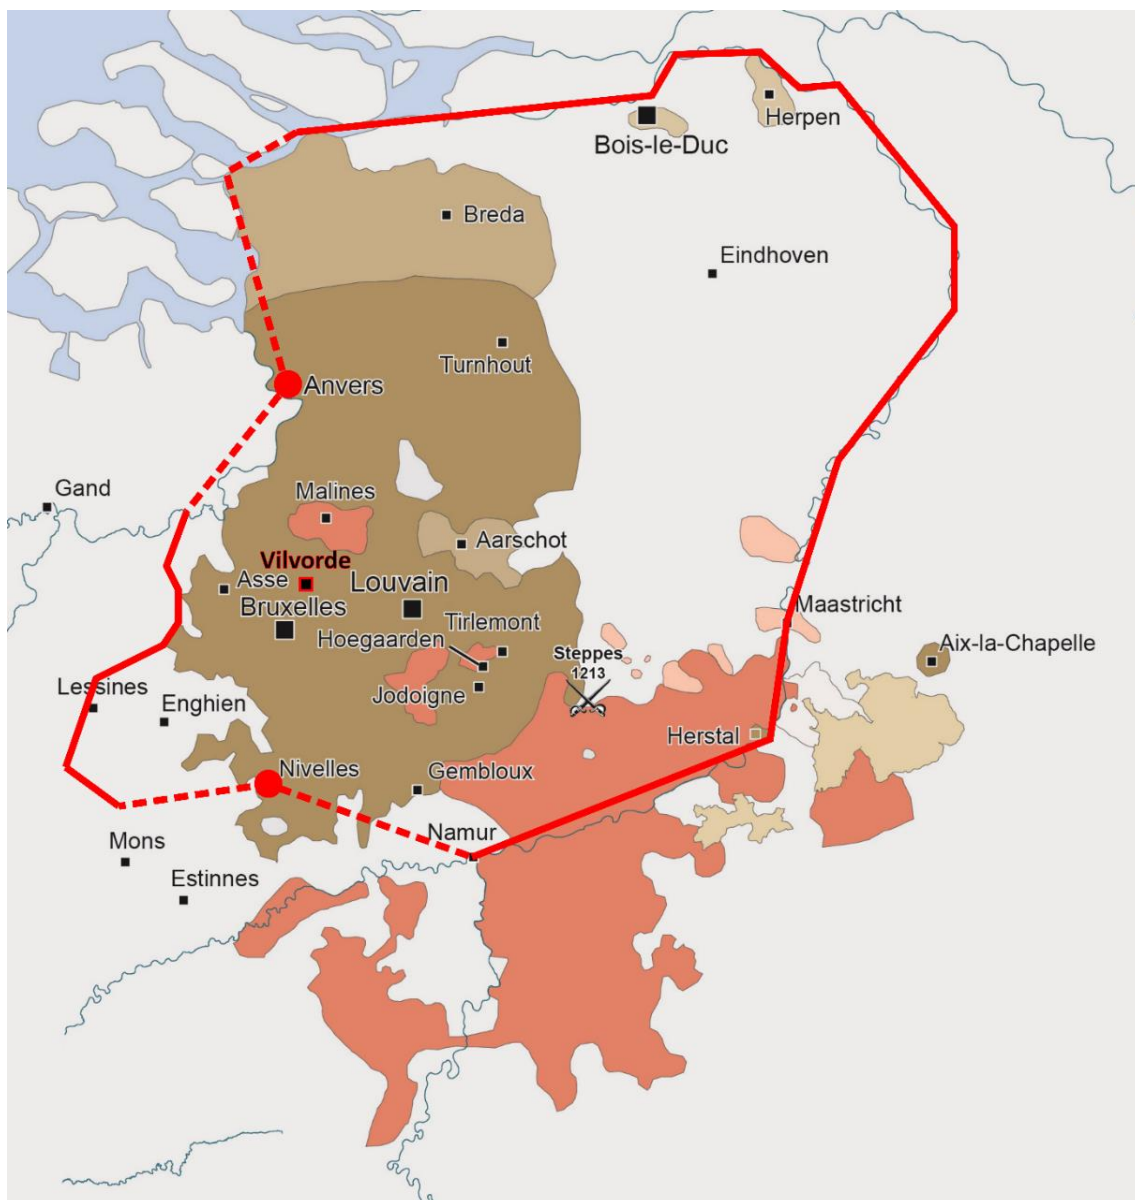 Herpen
Bois-le-Duc
Breda
Eindhoven
Turnhout
Anvers
Gand
Malines
Aarschot
Vilvorde
Asse
Louvain
Bruxelles
Maastricht
Tirlemont
Hoegaarden
Steppes
1213
Aix-la-Chapelle
Lessines
Jodoigne
Enghien
Herstal
Nivelles
Gembloux
Namur
Mons
Estinnes